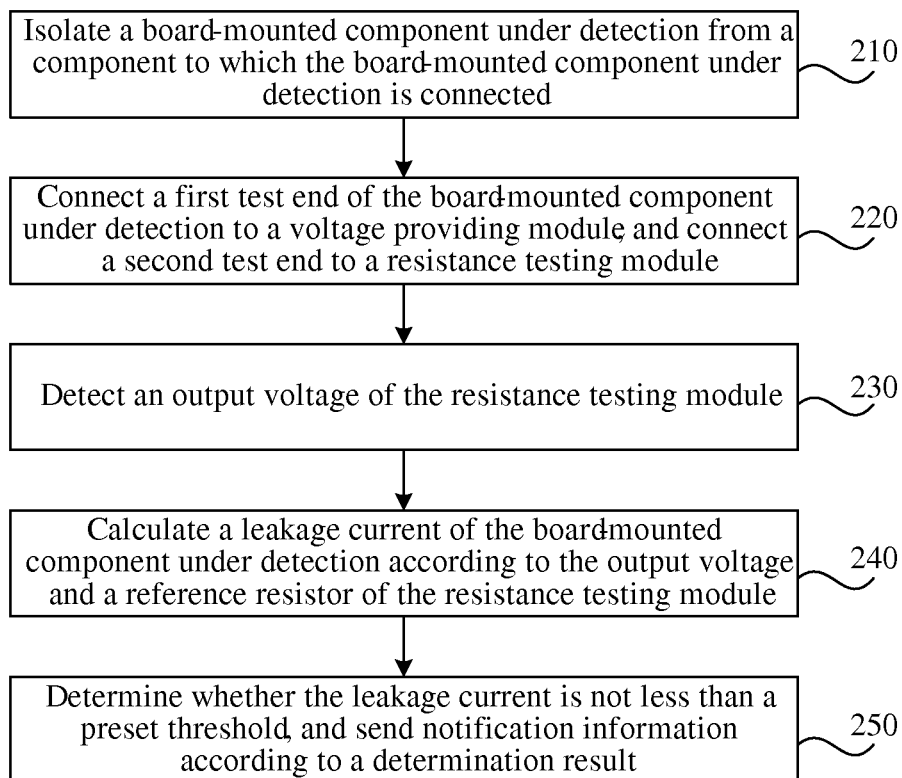 Isolate a board-mounted component under detection from a
component to which the board-mounted component under
detection is connected
210
Connect a first test end of the board-mounted component
under detection to a voltage providing module, and connect
a second test end to a resistance testing module
220
Detect an output voltage of the resistance testing module
230
Calculate a leakage current of the board-mounted
component under detection according to the output voltage
and a reference resistor of the resistance testing module
240
Determine whether the leakage current is not less than a
preset threshold, and send notification information
according to a determination result
250